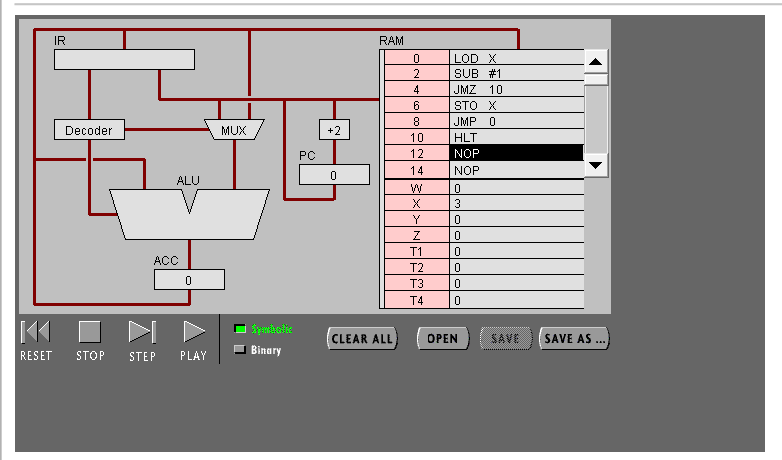 IR
RAM
0 LOD X
2 SUB #1
4 JMZ 10
6 STO X
8 JMP 0
10 HLT
12 NOP
14 NOP
W 0
X 3
Y 0
Z 0
T1 0
T2 0
T3 0
T4 0
Decoder
MUX
+2
PC
0
ALU
ACC
0
RESET
STOP
STEP
PLAY
Symbolic
Binary
CLEAR ALL
OPEN
SAVE
SAVE AS ...